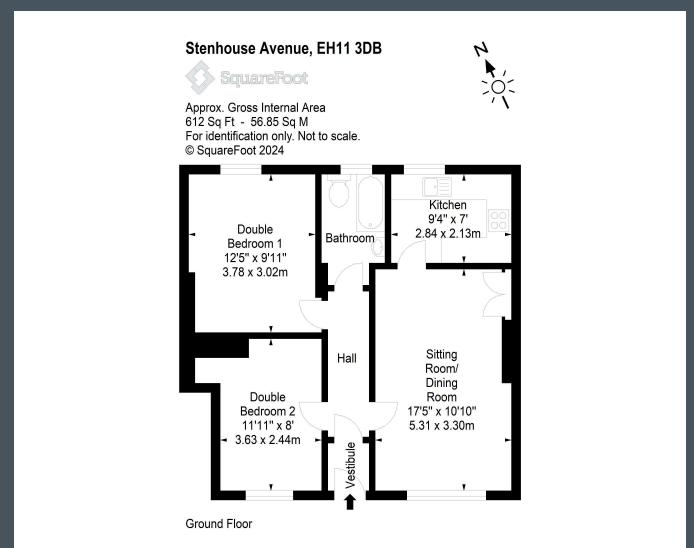 Stenhouse Avenue, EH11 3DB
N
SquareFoot
Approx. Gross Internal Area
612 Sq Ft - 56.85 Sq M
For identification only. Not to scale.
© SquareFoot 2024
Kitchen
9'4" x 7'
2.84 x 2.13m
Double
Bedroom 1
12'5" x 9'11"
3.78 x 3.02m
Bathroom
Hall
Sitting
Room/
Dining
Room
17'5" x 10'10"
5.31 x 3.30m
Double
Bedroom 2
11'11" x 8'
3.63 x 2.44m
Vestibule
Ground Floor